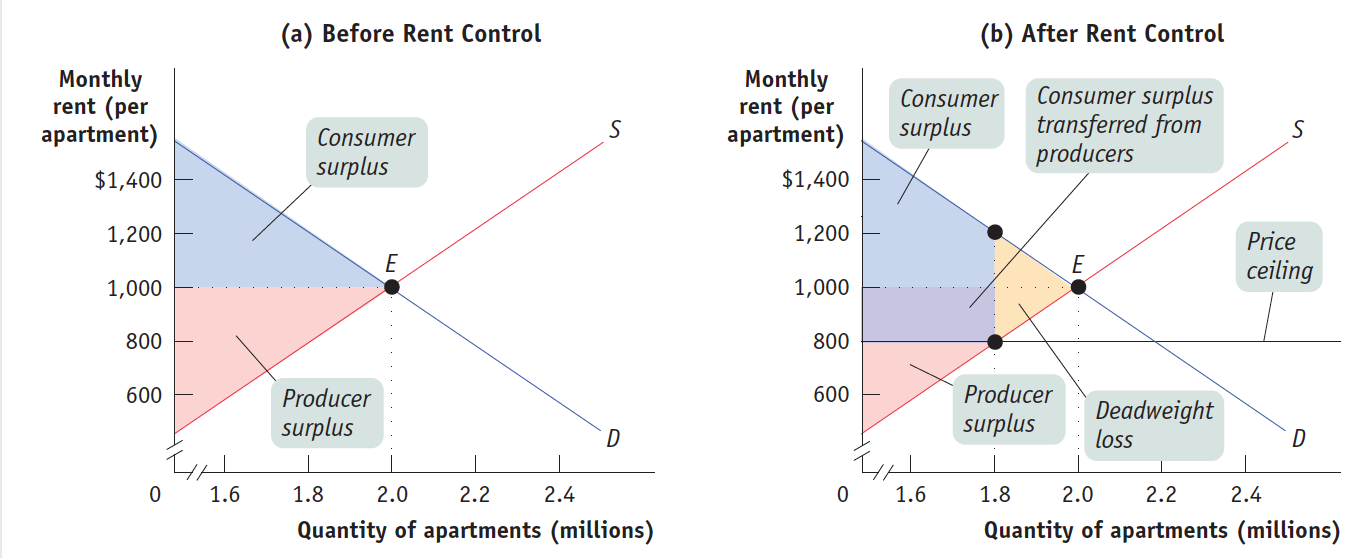 (a) Before Rent Control
Monthly
rent (per
apartment)
$1,400
1,200
1,000
800
600
0
1.6
1.8
2.0
2.2
2.4
Quantity of apartments (millions)
Consumer
surplus
Producer
surplus
E
S
D
(b) After Rent Control
Monthly
rent (per
apartment)
$1,400
1,200
1,000
800
600
0
1.6
1.8
2.0
2.2
2.4
Quantity of apartments (millions)
Consumer
surplus
Consumer surplus
transferred from
producers
Price
ceiling
Producer
surplus
Deadweight
loss
E
S
D